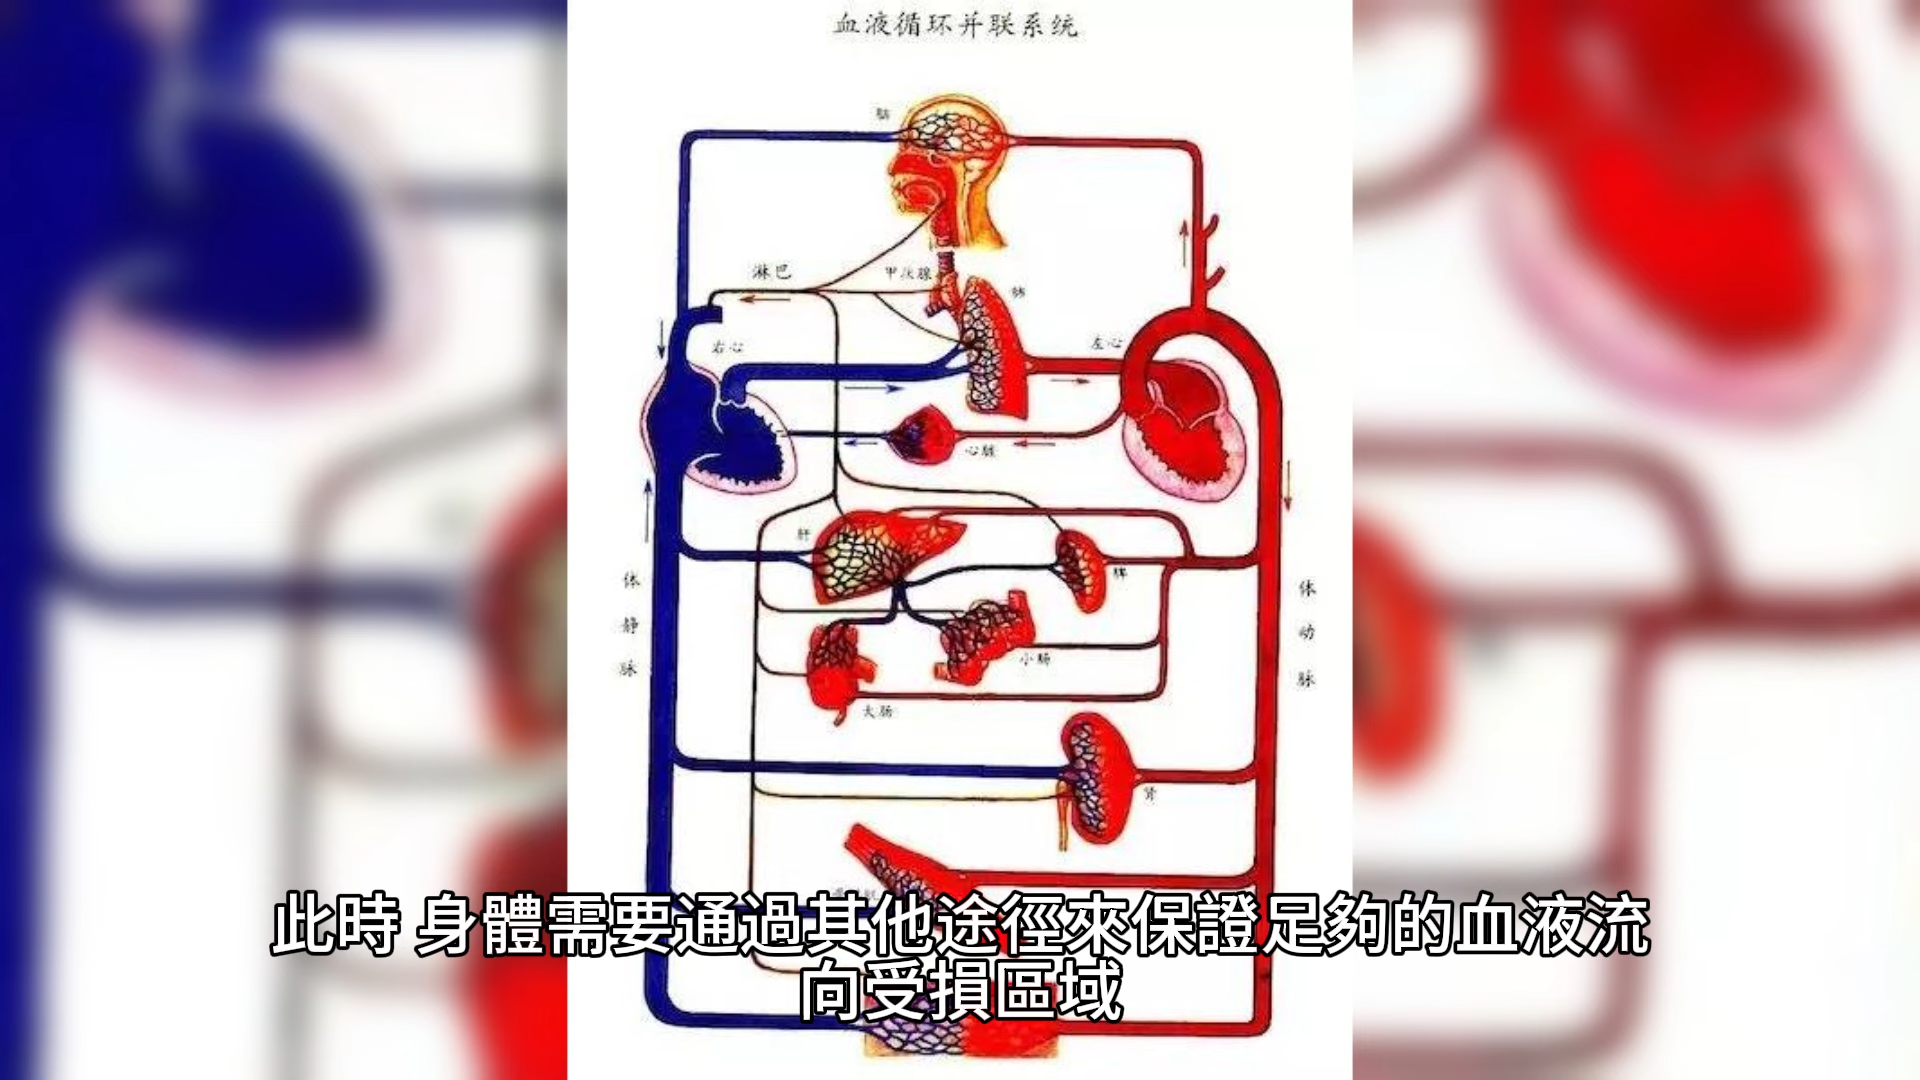 血液循环并联系统
脑
淋巴
甲状腺
肺
右心
左心
心脏
肝
脾
体静脉
体动脉
小肠
大肠
肾
此時 身體需要通過其他途徑來保證足夠的血液流
向受損區域